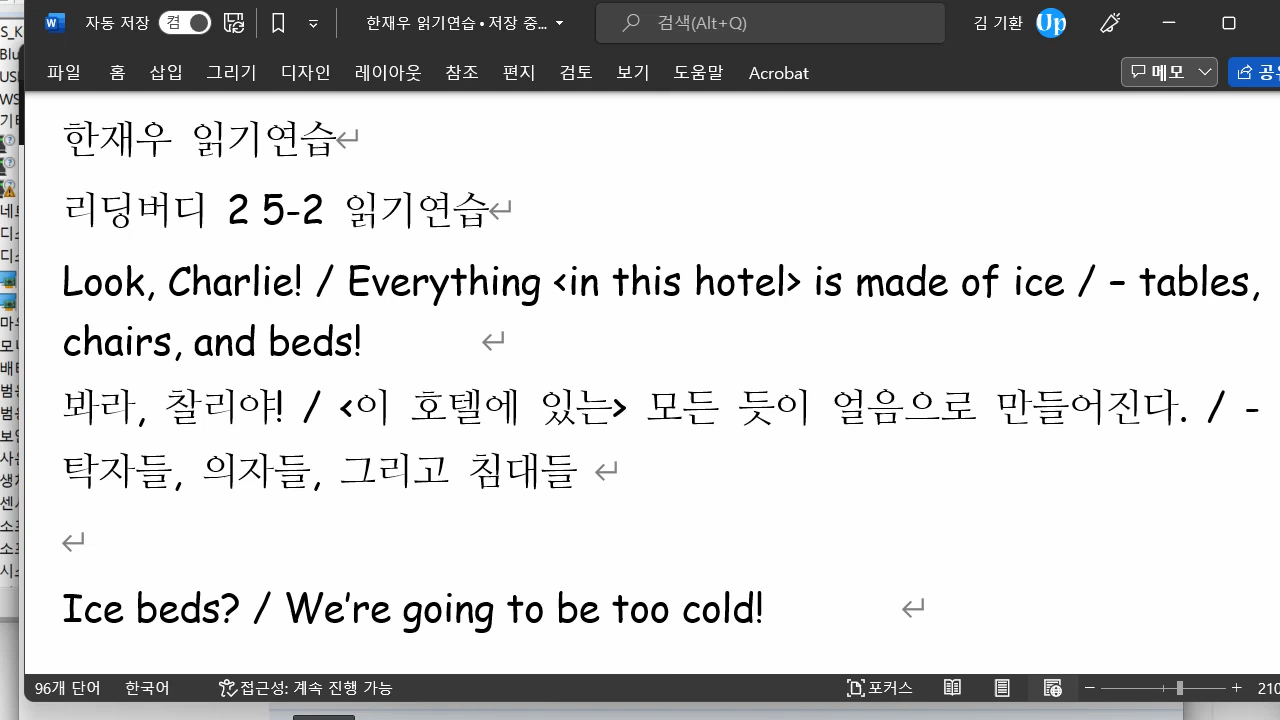 자동 저장 켬 한재우 읽기연습 • 저장 중... 검색(Alt+Q) 김 기환 Up
파일 홈 삽입 그리기 디자인 레이아웃 참조 편지 검토 보기 도움말 Acrobat 메모
한재우 읽기연습
리딩버디 2 5-2 읽기연습
Look, Charlie! / Everything <in this hotel> is made of ice / – tables,
chairs, and beds!
봐라, 찰리야! / <이 호텔에 있는> 모든 듯이 얼음으로 만들어진다. / -
탁자들, 의자들, 그리고 침대들
Ice beds? / We're going to be too cold!
96개 단어 한국어 접근성: 계속 진행 가능 포커스 210